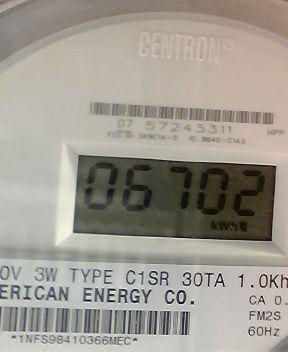 CENTRON®
07 57245311
HPP
06702
kWh
0V 3W TYPE C1SR 30TA 1.0Kh
ERICAN ENERGY CO.
CA 0.
FM2S
60Hz
*1NFS98410366MEC*